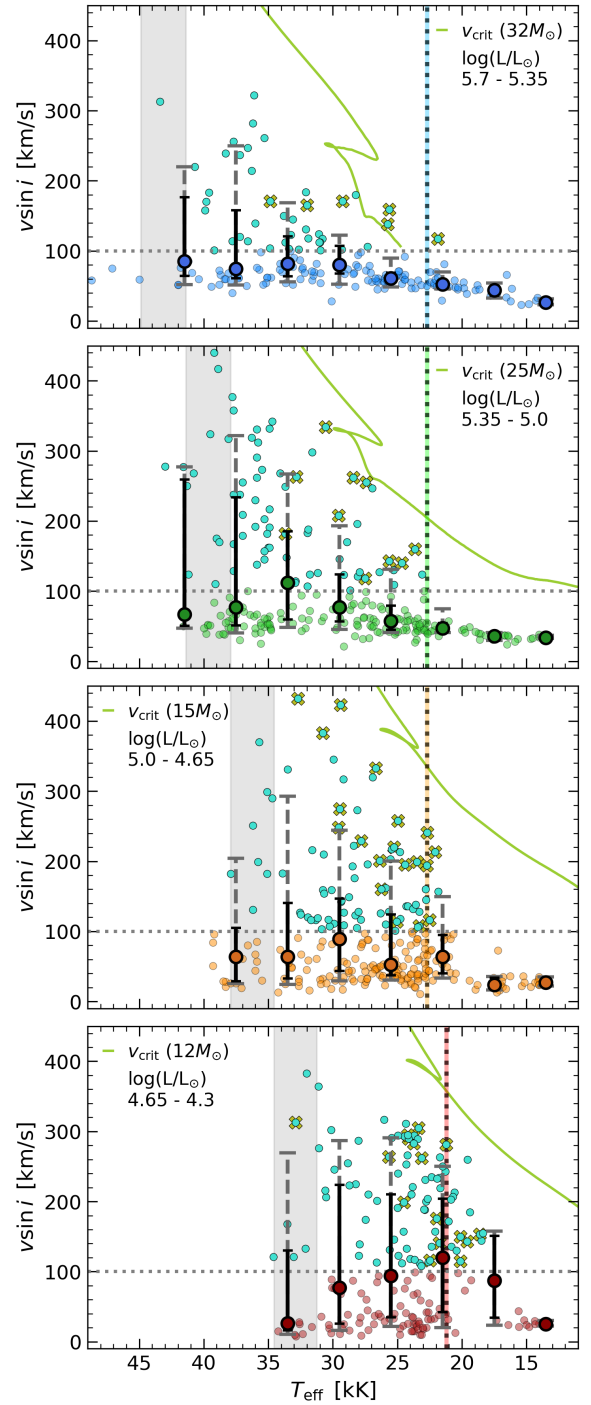 400
300
200
100
0
v sin i [km/s]
v_crit (32M⊙)
log(L/L⊙)
5.7 - 5.35
400
300
200
100
0
v sin i [km/s]
v_crit (25M⊙)
log(L/L⊙)
5.35 - 5.0
400
300
200
100
0
v sin i [km/s]
v_crit (15M⊙)
log(L/L⊙)
5.0 - 4.65
400
300
200
100
0
v sin i [km/s]
v_crit (12M⊙)
log(L/L⊙)
4.65 - 4.3
45 40 35 30 25 20 15
T_eff [kK]